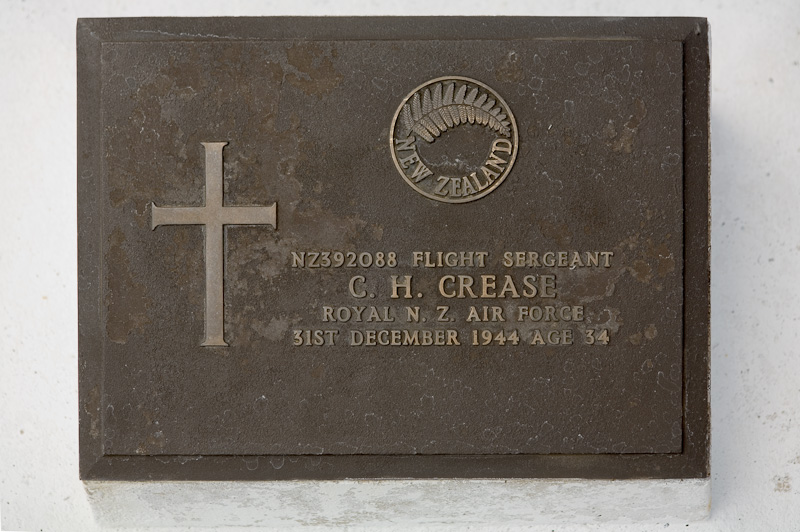 NEW ZEALAND
NZ392088 FLIGHT SERGEANT
C. H. CREASE
ROYAL N. Z. AIR FORCE
31ST DECEMBER 1944 AGE 34